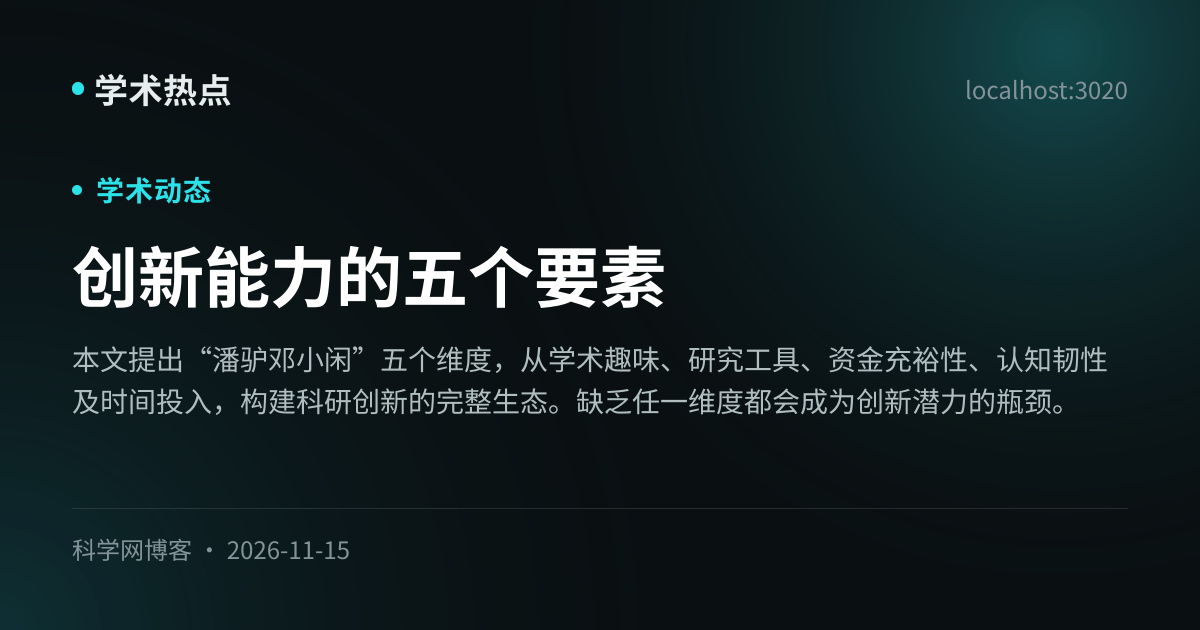 学术热点
localhost:3020
学术动态
创新能力的五个要素
本文提出“潘驴邓小闲”五个维度，从学术趣味、研究工具、资金充裕性、认知韧性
及时间投入，构建科研创新的完整生态。缺乏任一维度都会成为创新潜力的瓶颈。
科学网博客 · 2026-11-15